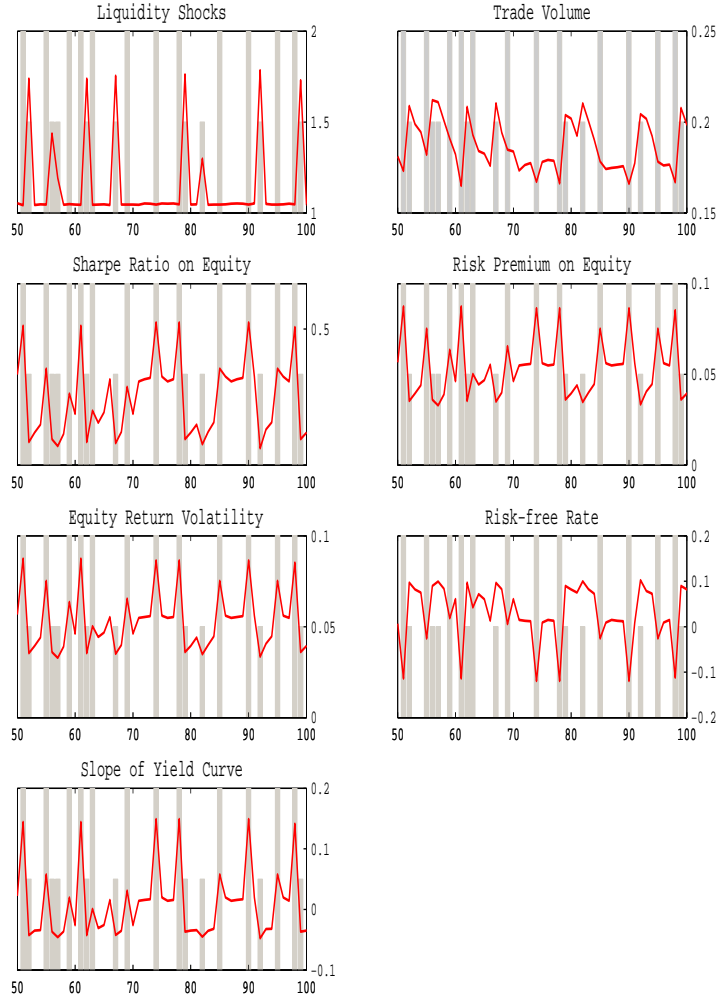 Liquidity Shocks
2
1.5
1
50 60 70 80 90 100
Trade Volume
0.25
0.2
0.15
50 60 70 80 90 100
Sharpe Ratio on Equity
0.5
50 60 70 80 90 100
Risk Premium on Equity
0.1
0.05
0
50 60 70 80 90 100
Equity Return Volatility
0.1
0.05
0
50 60 70 80 90 100
Risk-free Rate
0.2
0.1
0
-0.1
-0.2
50 60 70 80 90 100
Slope of Yield Curve
0.2
0.1
0
-0.1
50 60 70 80 90 100